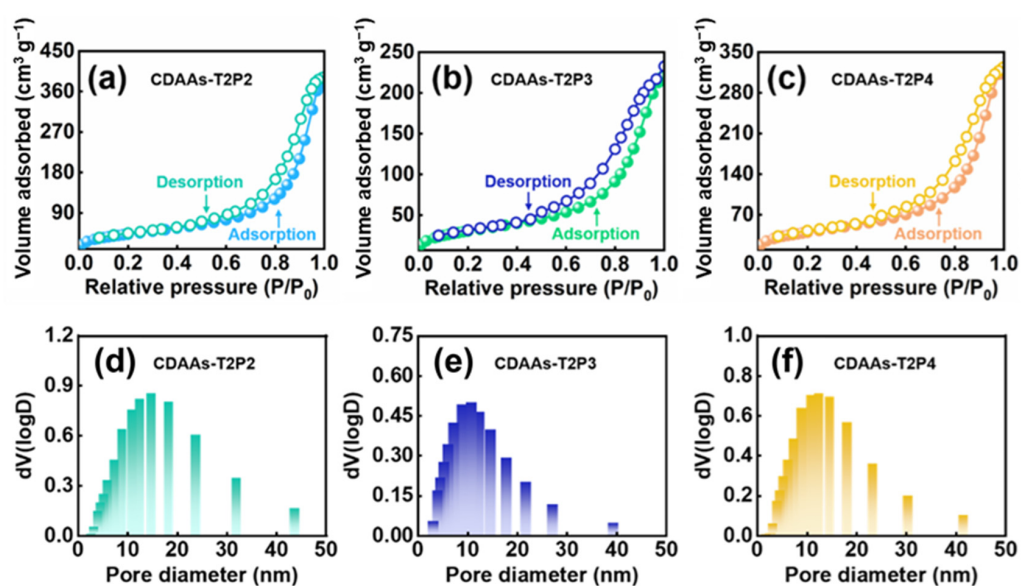 (a) CDAAs-T2P2
Volume adsorbed (cm³ g⁻¹)
450
360
270
180
90
Desorption
Adsorption
0.0 0.2 0.4 0.6 0.8 1.0
Relative pressure (P/P₀)
(b) CDAAs-T2P3
Volume adsorbed (cm³ g⁻¹)
250
200
150
100
50
Desorption
Adsorption
0.0 0.2 0.4 0.6 0.8 1.0
Relative pressure (P/P₀)
(c) CDAAs-T2P4
Volume adsorbed (cm³ g⁻¹)
350
280
210
140
70
Desorption
Adsorption
0.0 0.2 0.4 0.6 0.8 1.0
Relative pressure (P/P₀)
(d) CDAAs-T2P2
dV(logD)
1.2
0.9
0.6
0.3
0.0
0 10 20 30 40 50
Pore diameter (nm)
(e) CDAAs-T2P3
dV(logD)
0.75
0.60
0.45
0.30
0.15
0.00
0 10 20 30 40 50
Pore diameter (nm)
(f) CDAAs-T2P4
dV(logD)
1.0
0.8
0.6
0.4
0.2
0.0
0 10 20 30 40 50
Pore diameter (nm)